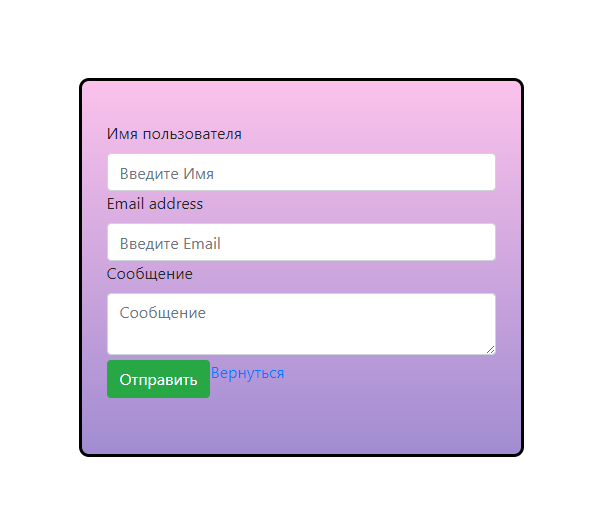 Имя пользователя
Введите Имя
Email address
Введите Email
Сообщение
Сообщение
Отправить Вернуться